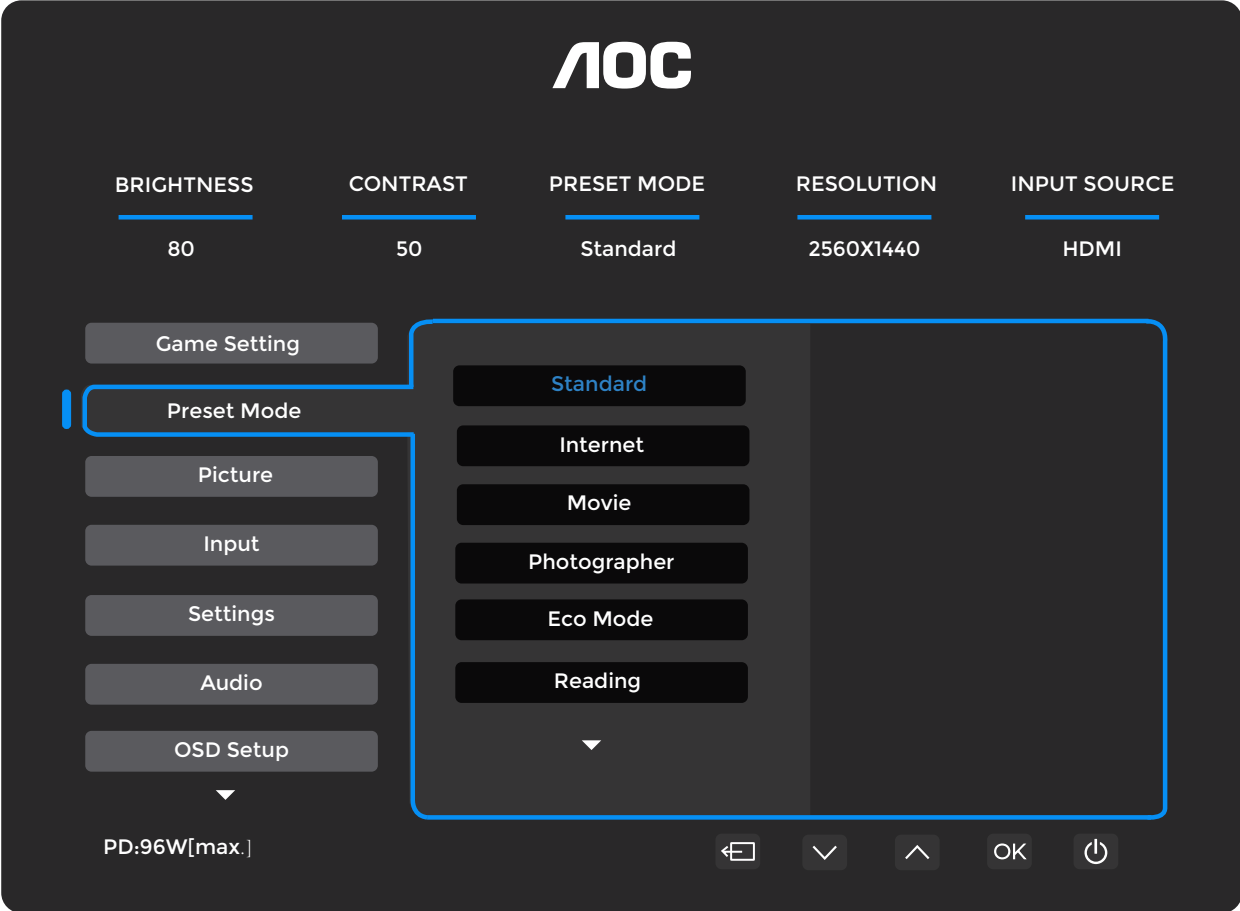 AOC
BRIGHTNESS CONTRAST PRESET MODE RESOLUTION INPUT SOURCE
80 50 Standard 2560X1440 HDMI
Game Setting
Preset Mode
Picture
Input
Settings
Audio
OSD Setup
Standard
Internet
Movie
Photographer
Eco Mode
Reading
PD:96W[max.]
OK